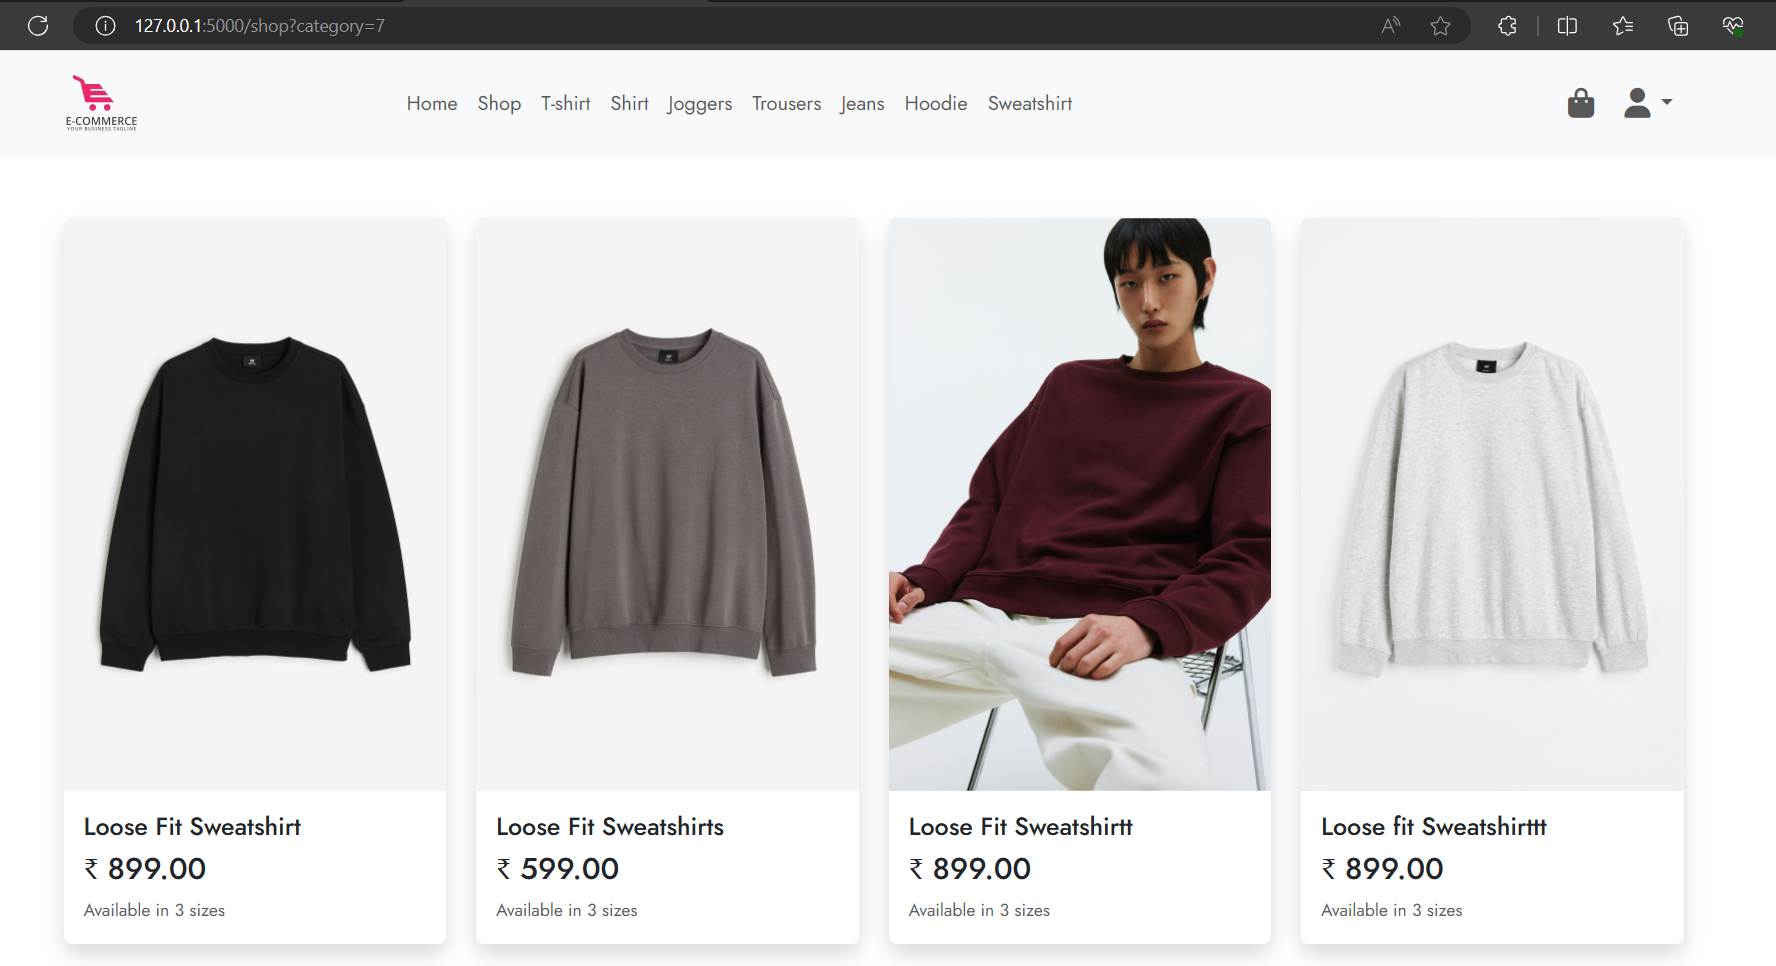 127.0.0.1:5000/shop?category=7
E-COMMERCE
YOUR BUSINESS TAGLINE
Home Shop T-shirt Shirt Joggers Trousers Jeans Hoodie Sweatshirt
Loose Fit Sweatshirt
₹ 899.00
Available in 3 sizes
Loose Fit Sweatshirts
₹ 599.00
Available in 3 sizes
Loose Fit Sweatshirtt
₹ 899.00
Available in 3 sizes
Loose fit Sweatshirttt
₹ 899.00
Available in 3 sizes